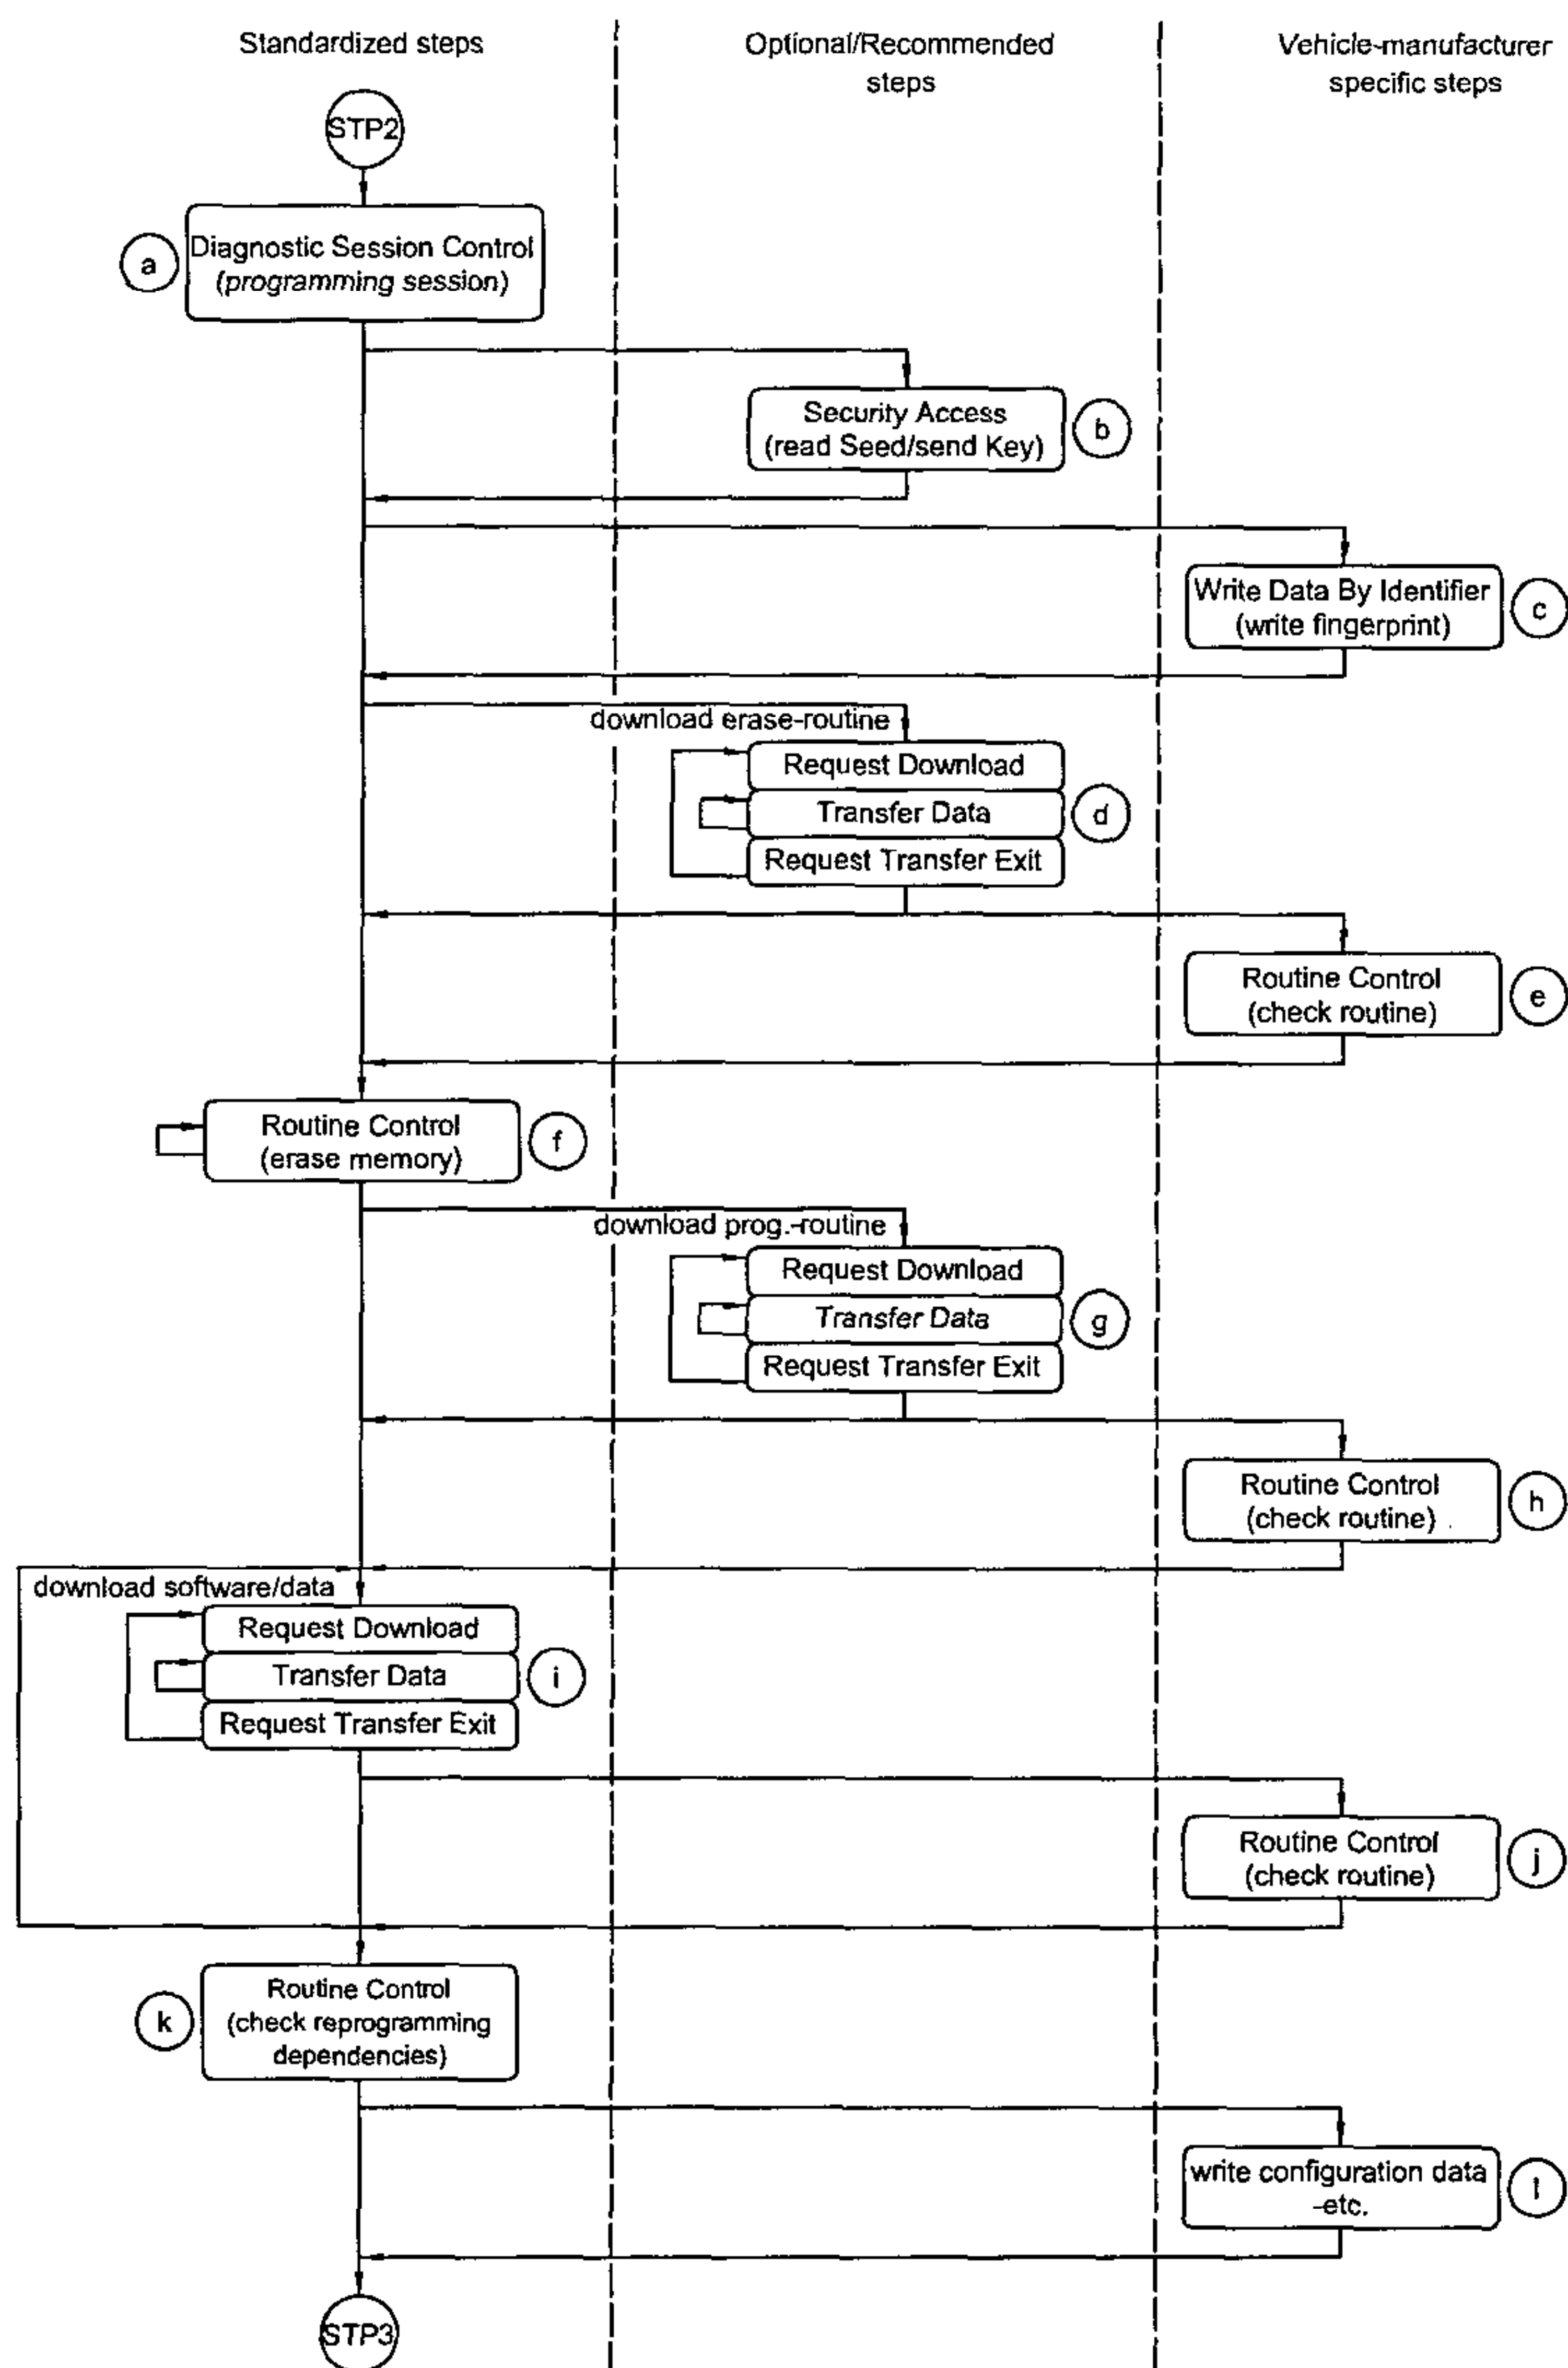 Standardized steps
Optional/Recommended
steps
Vehicle-manufacturer
specific steps
STP2
a
Diagnostic Session Control
(programming session)
Security Access
(read Seed/send Key)
b
Write Data By Identifier
(write fingerprint)
c
download erase-routine
Request Download
Transfer Data
Request Transfer Exit
d
Routine Control
(check routine)
e
Routine Control
(erase memory)
f
download prog.-routine
Request Download
Transfer Data
Request Transfer Exit
g
Routine Control
(check routine)
h
download software/data
Request Download
Transfer Data
Request Transfer Exit
i
Routine Control
(check routine)
j
k
Routine Control
(check reprogramming
dependencies)
write configuration data
-etc.
l
STP3